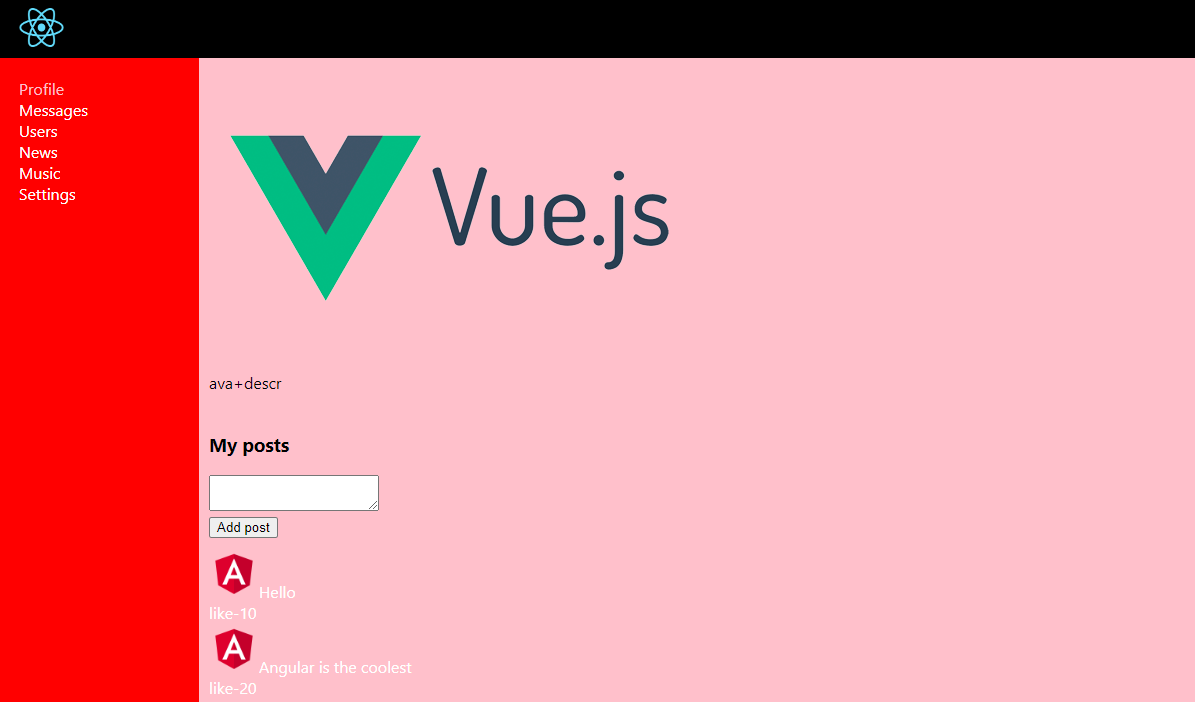 Profile
Messages
Users
News
Music
Settings
Vue.js
ava+descr
My posts
Add post
Hello
like-10
Angular is the coolest
like-20